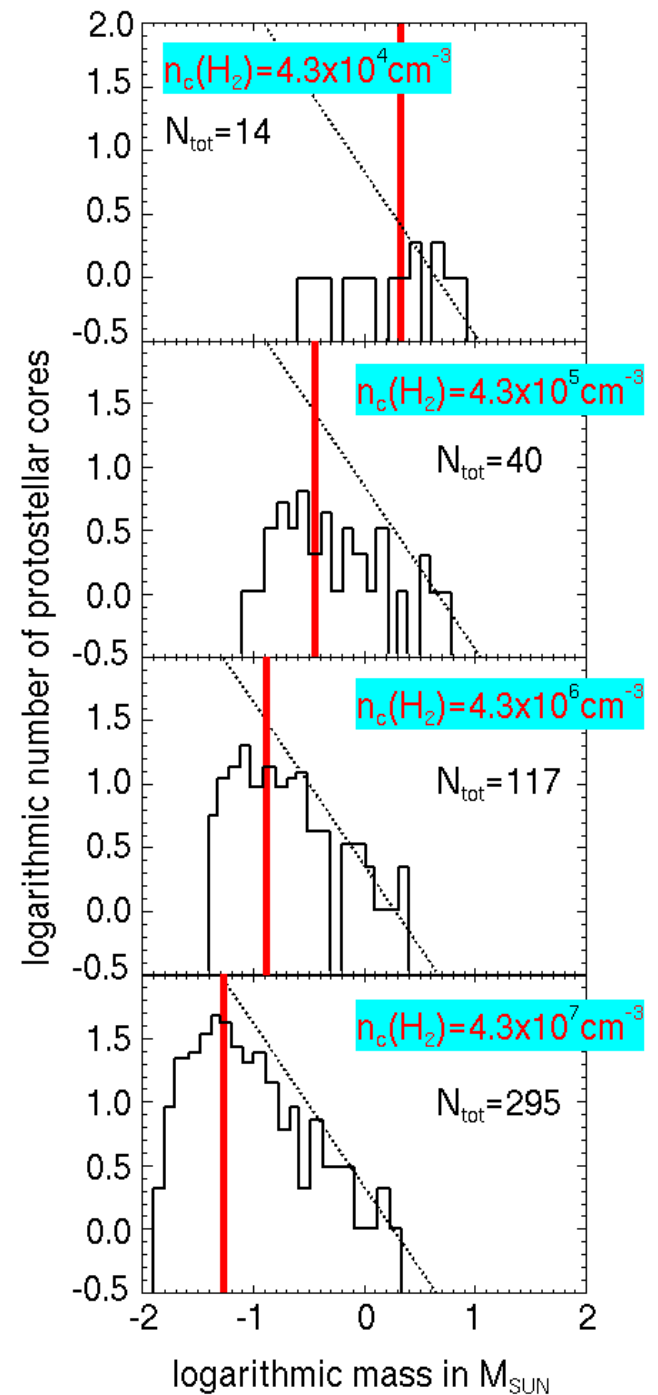 2.0
n_c(H_2)=4.3x10^4cm^-3
1.5
N_tot=14
1.0
0.5
0.0
-0.5
n_c(H_2)=4.3x10^5cm^-3
1.5
N_tot=40
1.0
0.5
0.0
-0.5
n_c(H_2)=4.3x10^6cm^-3
1.5
N_tot=117
1.0
0.5
0.0
-0.5
n_c(H_2)=4.3x10^7cm^-3
1.5
N_tot=295
1.0
0.5
0.0
-0.5
-2 -1 0 1 2
logarithmic number of protostellar cores
logarithmic mass in M_SUN